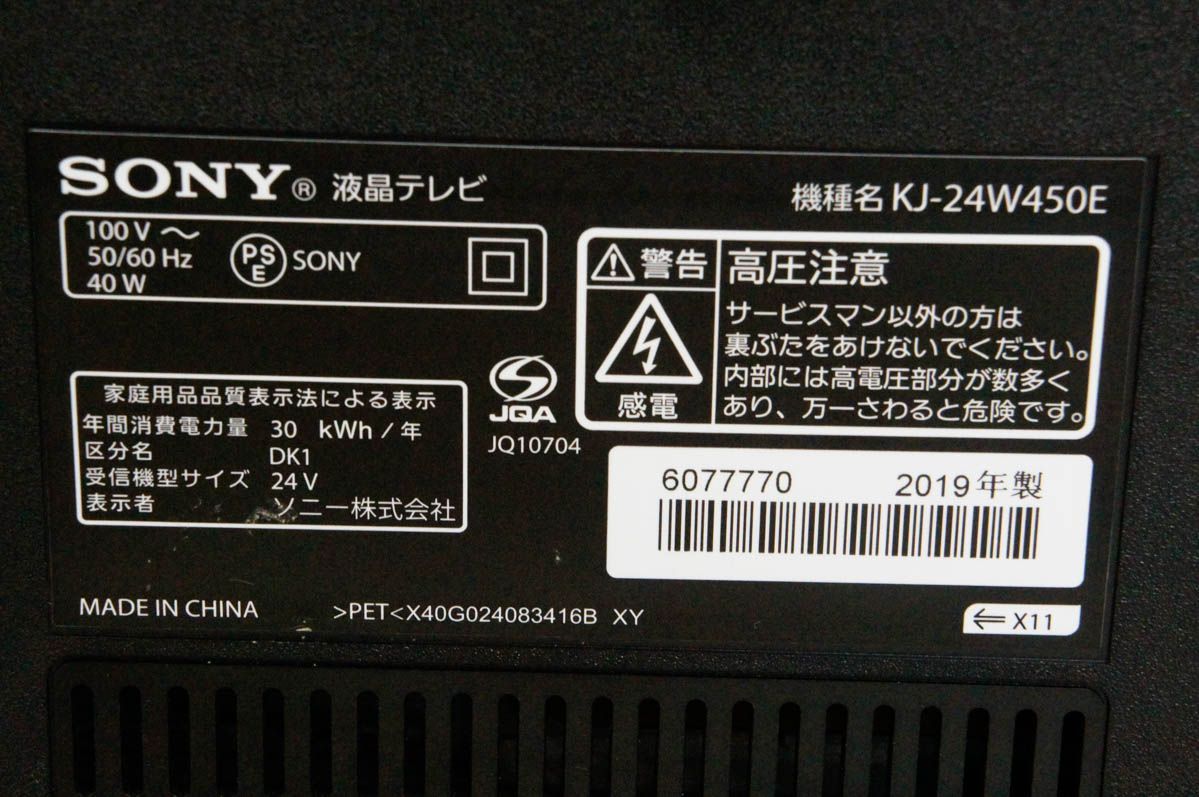 SONY® 液晶テレビ
機種名 KJ-24W450E
100 V ～
50/60 Hz
40 W
PSE SONY
警告
感電
高圧注意
サービスマン以外の方は
裏ぶたをあけないでください。
内部には高電圧部分が数多く
あり、万一さわると危険です。
家庭用品品質表示法による表示
年間消費電力量 30 kWh / 年
区分名 DK1
受信機型サイズ 24 V
表示者 ソニー株式会社
JQA
JQ10704
6077770 2019年製
MADE IN CHINA >PET<X40G024083416B XY
⇐ X11